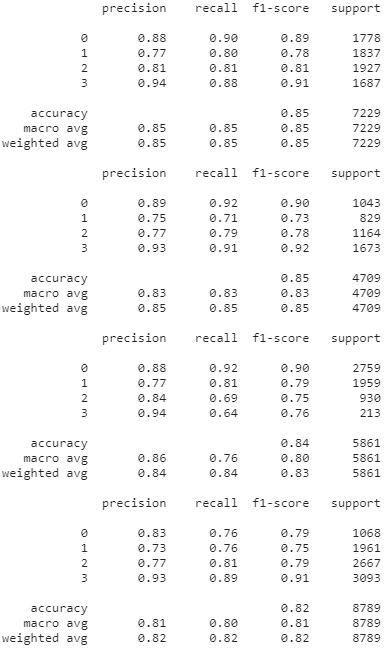 precision recall f1-score support
0 0.88 0.90 0.89 1778
1 0.77 0.80 0.78 1837
2 0.81 0.81 0.81 1927
3 0.94 0.88 0.91 1687
accuracy 0.85 7229
macro avg 0.85 0.85 0.85 7229
weighted avg 0.85 0.85 0.85 7229
precision recall f1-score support
0 0.89 0.92 0.90 1043
1 0.75 0.71 0.73 829
2 0.77 0.79 0.78 1164
3 0.93 0.91 0.92 1673
accuracy 0.85 4709
macro avg 0.83 0.83 0.83 4709
weighted avg 0.85 0.85 0.85 4709
precision recall f1-score support
0 0.88 0.92 0.90 2759
1 0.77 0.81 0.79 1959
2 0.84 0.69 0.75 930
3 0.94 0.64 0.76 213
accuracy 0.84 5861
macro avg 0.86 0.76 0.80 5861
weighted avg 0.84 0.84 0.83 5861
precision recall f1-score support
0 0.83 0.76 0.79 1068
1 0.73 0.76 0.75 1961
2 0.77 0.81 0.79 2667
3 0.93 0.89 0.91 3093
accuracy 0.82 8789
macro avg 0.81 0.80 0.81 8789
weighted avg 0.82 0.82 0.82 8789